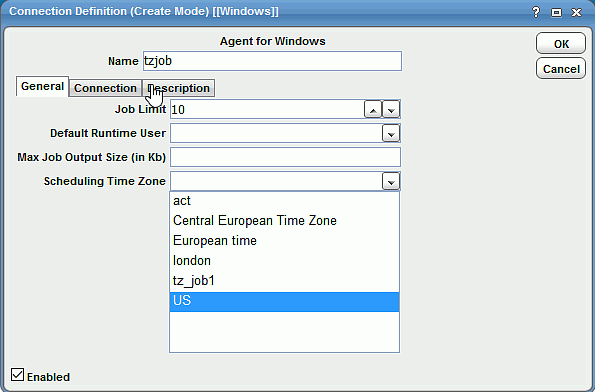 Connection Definition (Create Mode) [[Windows]]
Agent for Windows
Name tzjob
OK
Cancel
General Connection Description
Job Limit 10
Default Runtime User
Max Job Output Size (in Kb)
Scheduling Time Zone
act
Central European Time Zone
European time
london
tz_job1
US
Enabled